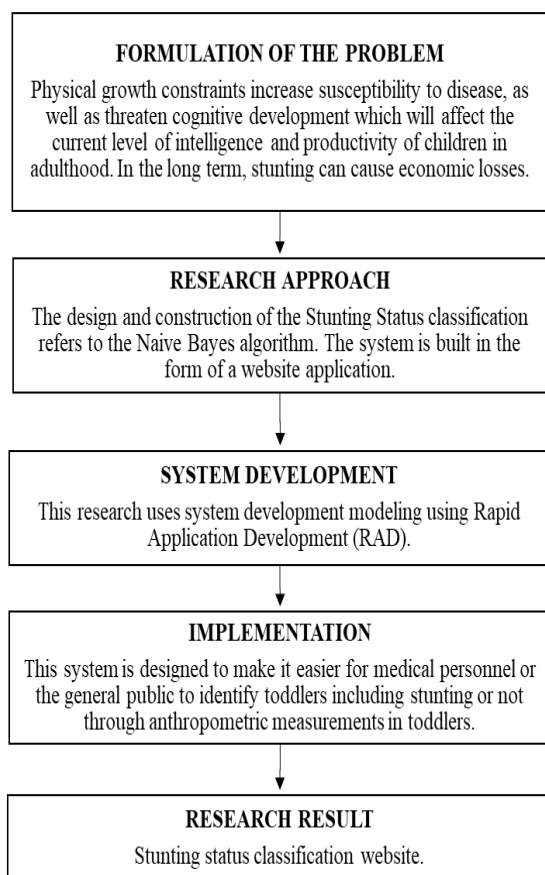 FORMULATION OF THE PROBLEM
Physical growth constraints increase susceptibility to disease, as
well as threaten cognitive development which will affect the
current level of intelligence and productivity of children in
adulthood. In the long term, stunting can cause economic losses.
RESEARCH APPROACH
The design and construction of the Stunting Status classification
refers to the Naive Bayes algorithm. The system is built in the
form of a website application.
SYSTEM DEVELOPMENT
This research uses system development modeling using Rapid
Application Development (RAD).
IMPLEMENTATION
This system is designed to make it easier for medical personnel or
the general public to identify toddlers including stunting or not
through anthropometric measurements in toddlers.
RESEARCH RESULT
Stunting status classification website.